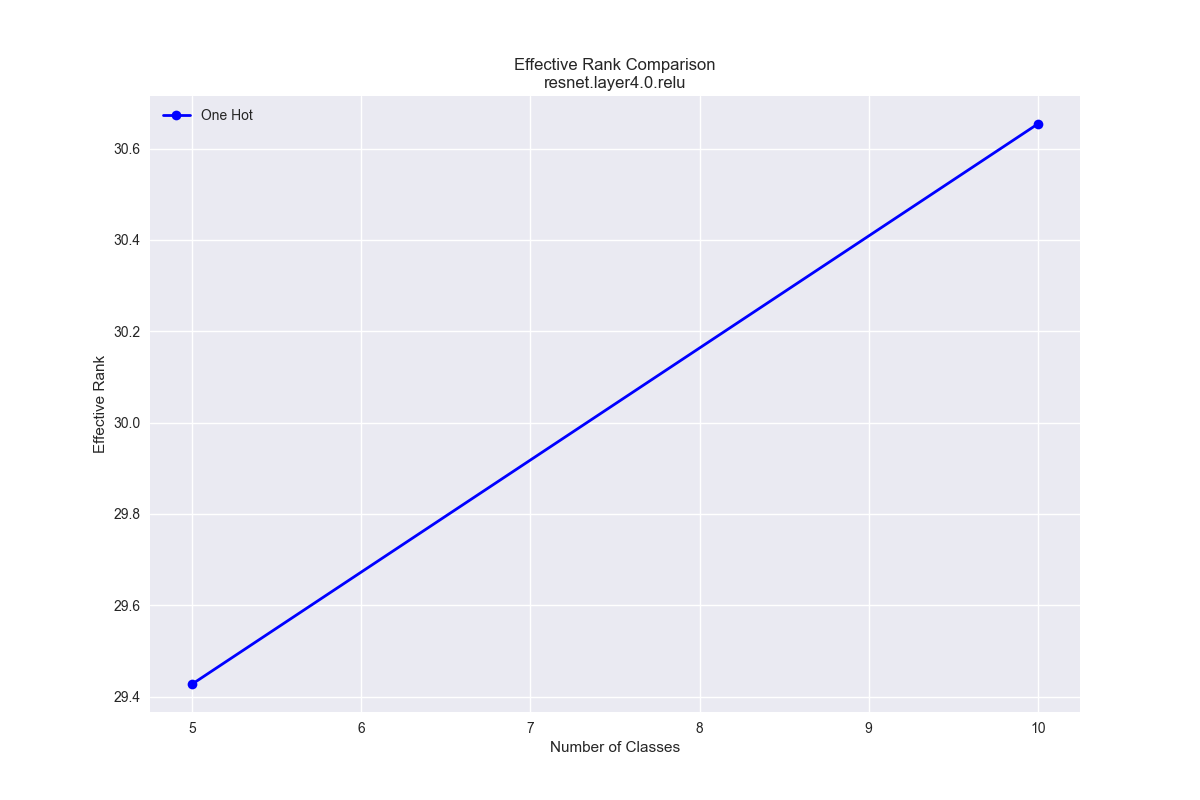 Effective Rank Comparison
resnet.layer4.0.relu
One Hot
30.6
30.4
30.2
30.0
29.8
29.6
29.4
Effective Rank
5 6 7 8 9 10
Number of Classes